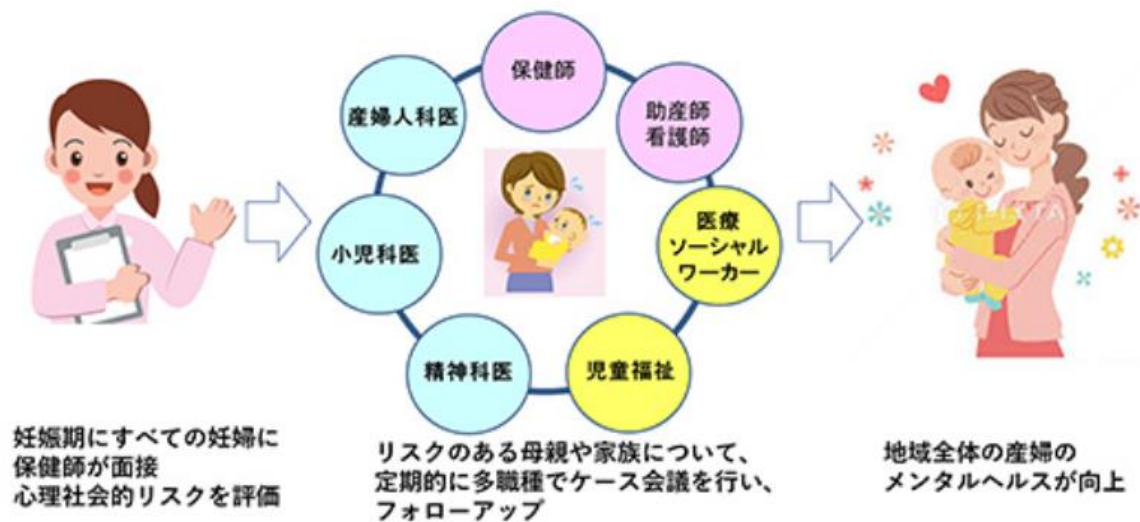 保健師
産婦人科医
助産師
看護師
小児科医
医療
ソーシャル
ワーカー
精神科医
児童福祉
妊娠期にすべての妊婦に
保健師が面接
心理社会的リスクを評価
リスクのある母親や家族について、
定期的に多職種でケース会議を行い、
フォローアップ
地域全体の産婦の
メンタルヘルスが向上